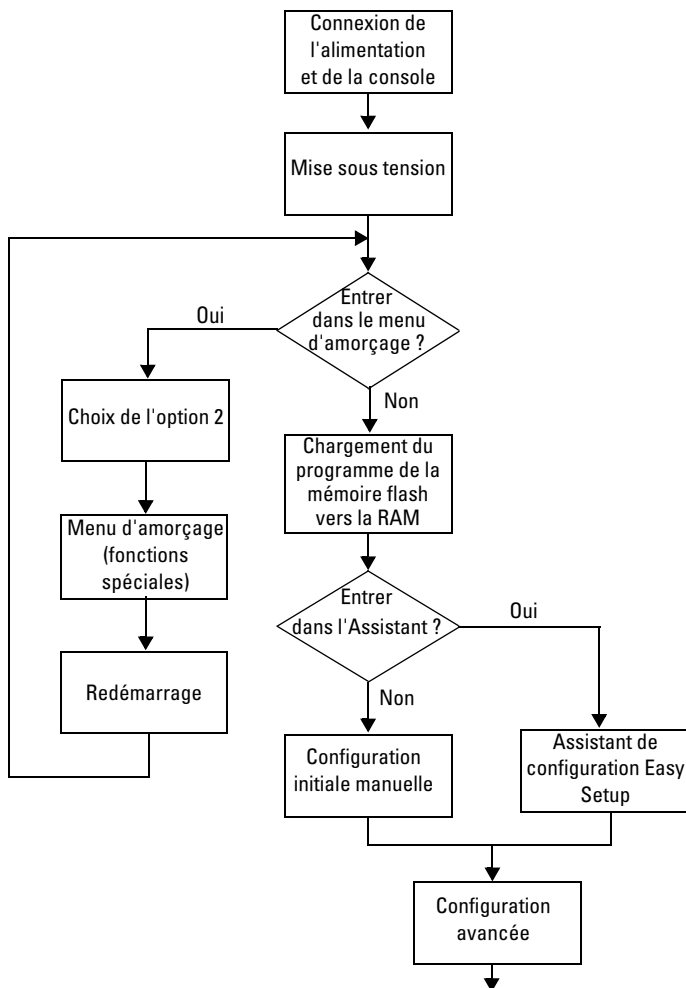 Connexion de
l'alimentation
et de la console
Mise sous tension
Entrer
dans le menu
d'amorçage ?
Oui
Non
Choix de l'option 2
Chargement du
programme de la
mémoire flash
vers la RAM
Menu d'amorçage
(fonctions
spéciales)
Entrer
dans l'Assistant ?
Oui
Non
Redémarrage
Configuration
initiale manuelle
Assistant de
configuration Easy
Setup
Configuration
avancée